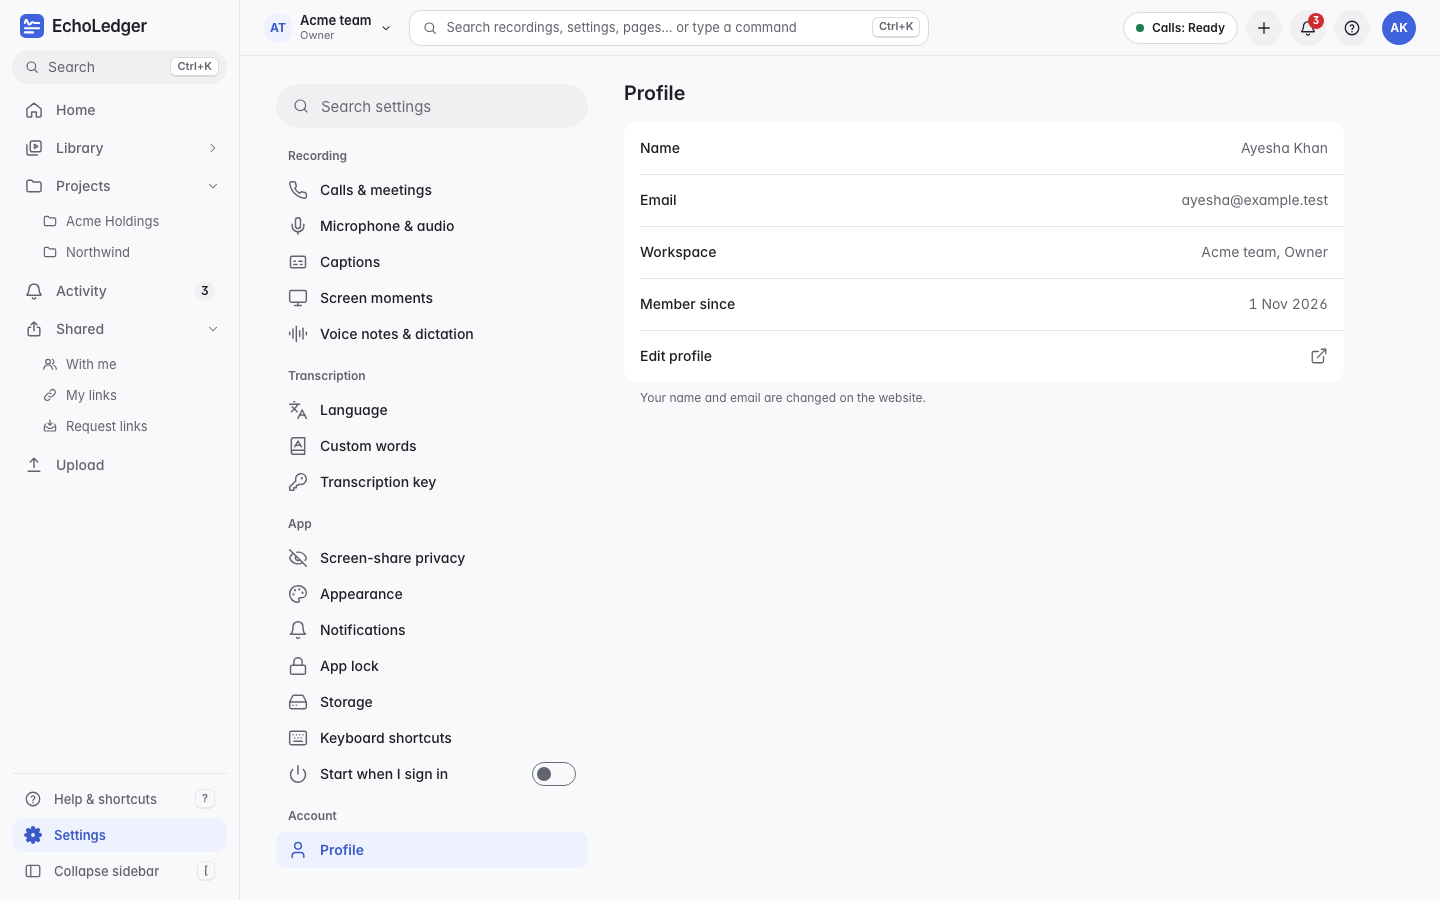 EchoLedger
Search Ctrl+K
Home
Library
Projects
Acme Holdings
Northwind
Activity 3
Shared
With me
My links
Request links
Upload
Help & shortcuts ?
Settings
Collapse sidebar [
AT Acme team
Owner
Search recordings, settings, pages... or type a command Ctrl+K
Calls: Ready
3
AK
Search settings
Recording
Calls & meetings
Microphone & audio
Captions
Screen moments
Voice notes & dictation
Transcription
Language
Custom words
Transcription key
App
Screen-share privacy
Appearance
Notifications
App lock
Storage
Keyboard shortcuts
Start when I sign in
Account
Profile
Profile
Name Ayesha Khan
Email ayesha@example.test
Workspace Acme team, Owner
Member since 1 Nov 2026
Edit profile
Your name and email are changed on the website.